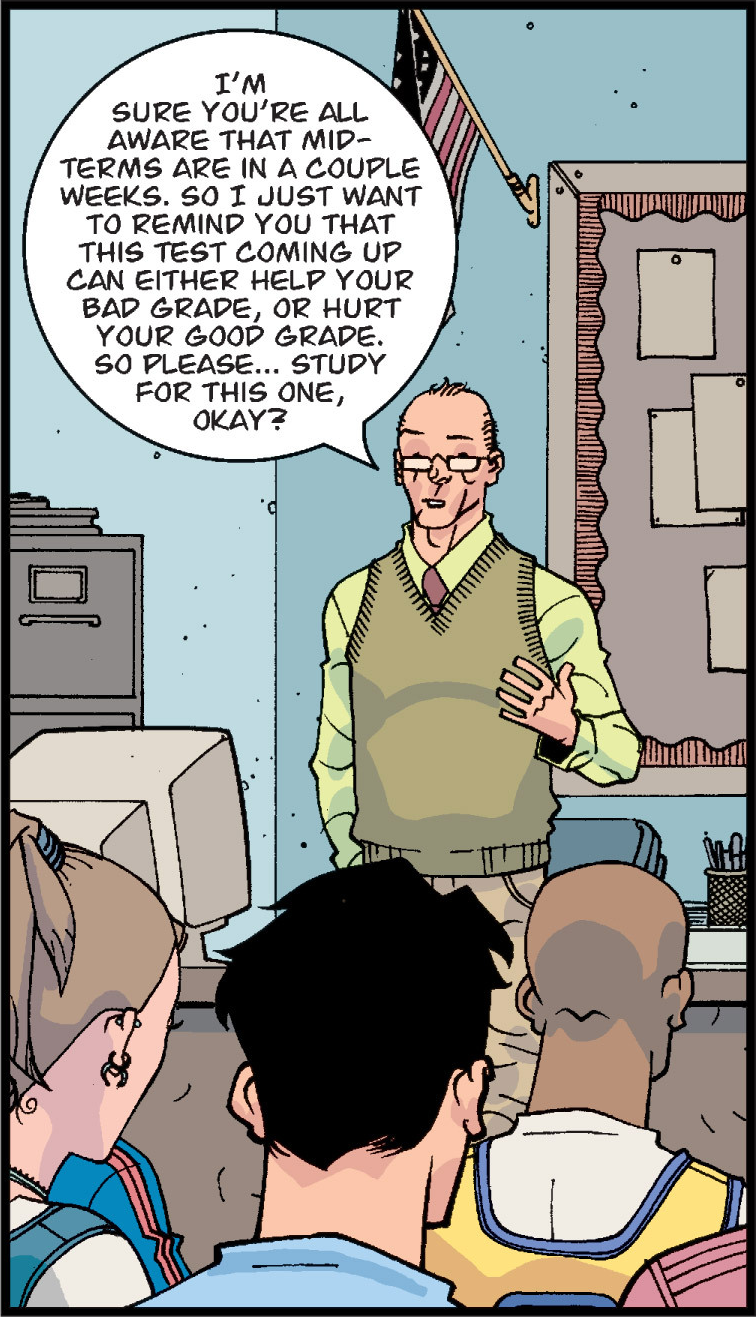 I'M
SURE YOU'RE ALL
AWARE THAT MID-
TERMS ARE IN A COUPLE
WEEKS. SO I JUST WANT
TO REMIND YOU THAT
THIS TEST COMING UP
CAN EITHER HELP YOUR
BAD GRADE, OR HURT
YOUR GOOD GRADE.
SO PLEASE... STUDY
FOR THIS ONE,
OKAY?